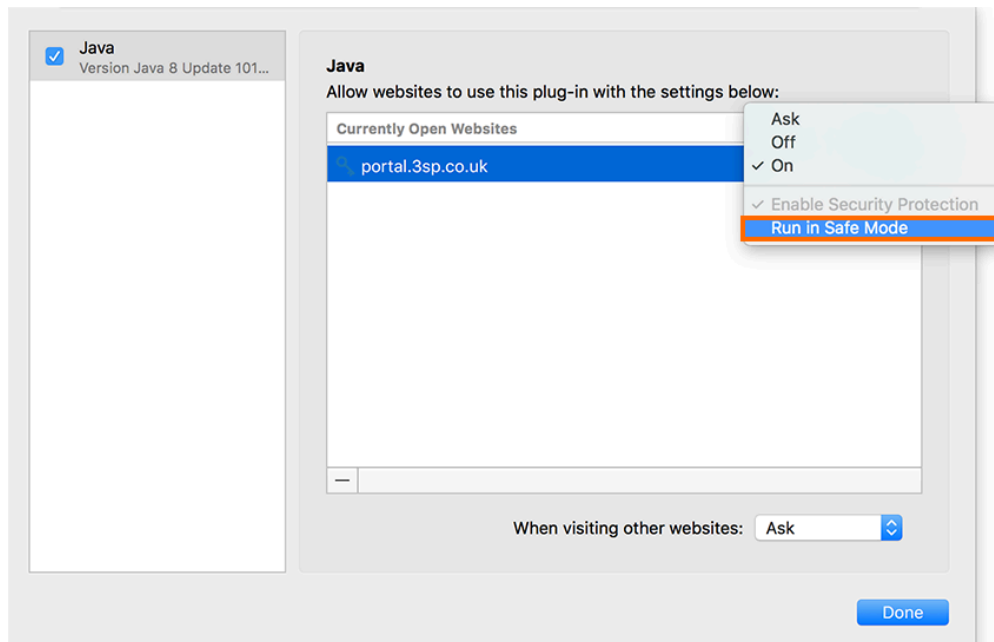 Java
Version Java 8 Update 101...
Java
Allow websites to use this plug-in with the settings below:
Currently Open Websites
portal.3sp.co.uk
Ask
Off
On
Enable Security Protection
Run in Safe Mode
When visiting other websites:
Ask
Done